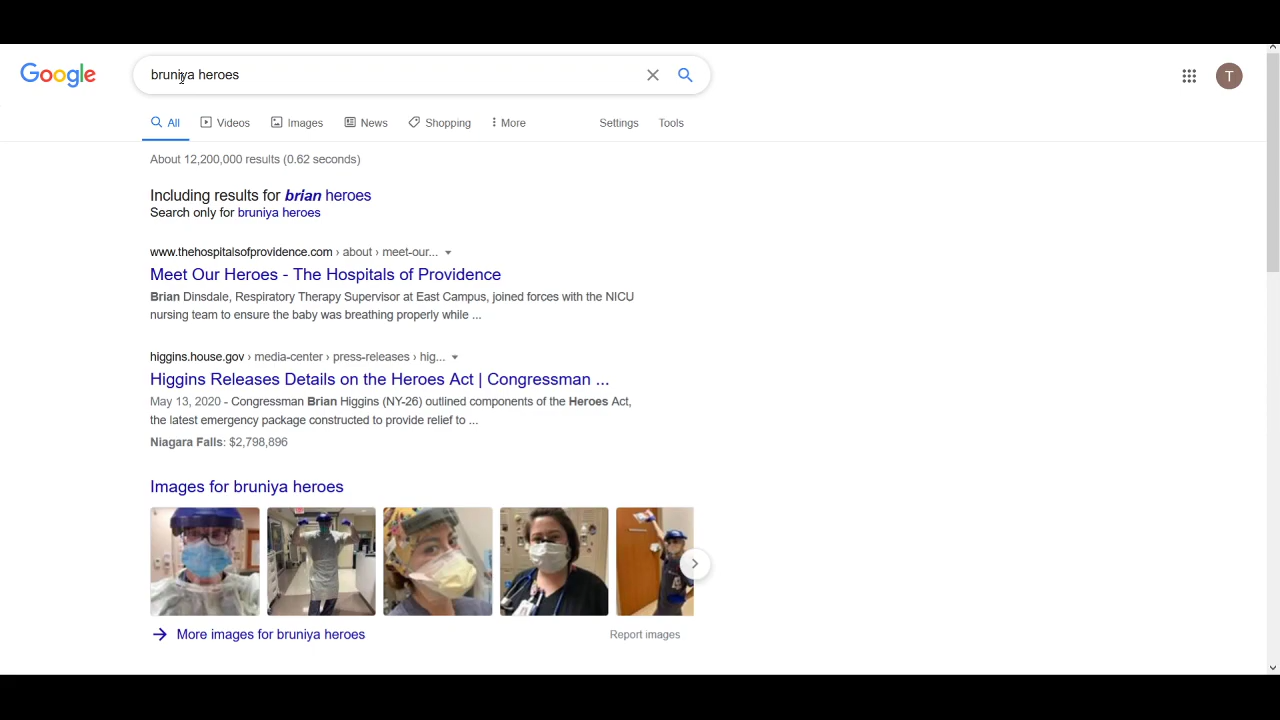 Google
bruniya heroes
T
All Videos Images News Shopping More Settings Tools
About 12,200,000 results (0.62 seconds)
Including results for brian heroes
Search only for bruniya heroes
www.thehospitalsofprovidence.com › about › meet-our...
Meet Our Heroes - The Hospitals of Providence
Brian Dinsdale, Respiratory Therapy Supervisor at East Campus, joined forces with the NICU
nursing team to ensure the baby was breathing properly while ...
higgins.house.gov › media-center › press-releases › hig...
Higgins Releases Details on the Heroes Act | Congressman ...
May 13, 2020 - Congressman Brian Higgins (NY-26) outlined components of the Heroes Act,
the latest emergency package constructed to provide relief to ...
Niagara Falls: $2,798,896
Images for bruniya heroes
More images for bruniya heroes
Report images